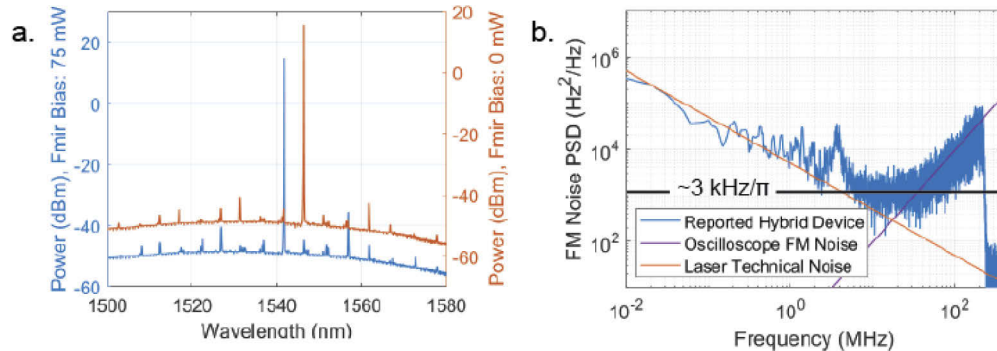 a.
Power (dBm), Fmir Bias: 75 mW
20
0
-20
-40
-60
1500
1520
1540
1560
1580
Wavelength (nm)
20
0
-20
-40
-60
Power (dBm), Fmir Bias: 0 mW
b.
FM Noise PSD (Hz²/Hz)
10⁶
10⁴
10²
~3 kHz/π
Reported Hybrid Device
Oscilloscope FM Noise
Laser Technical Noise
10⁻²
10⁰
10²
Frequency (MHz)